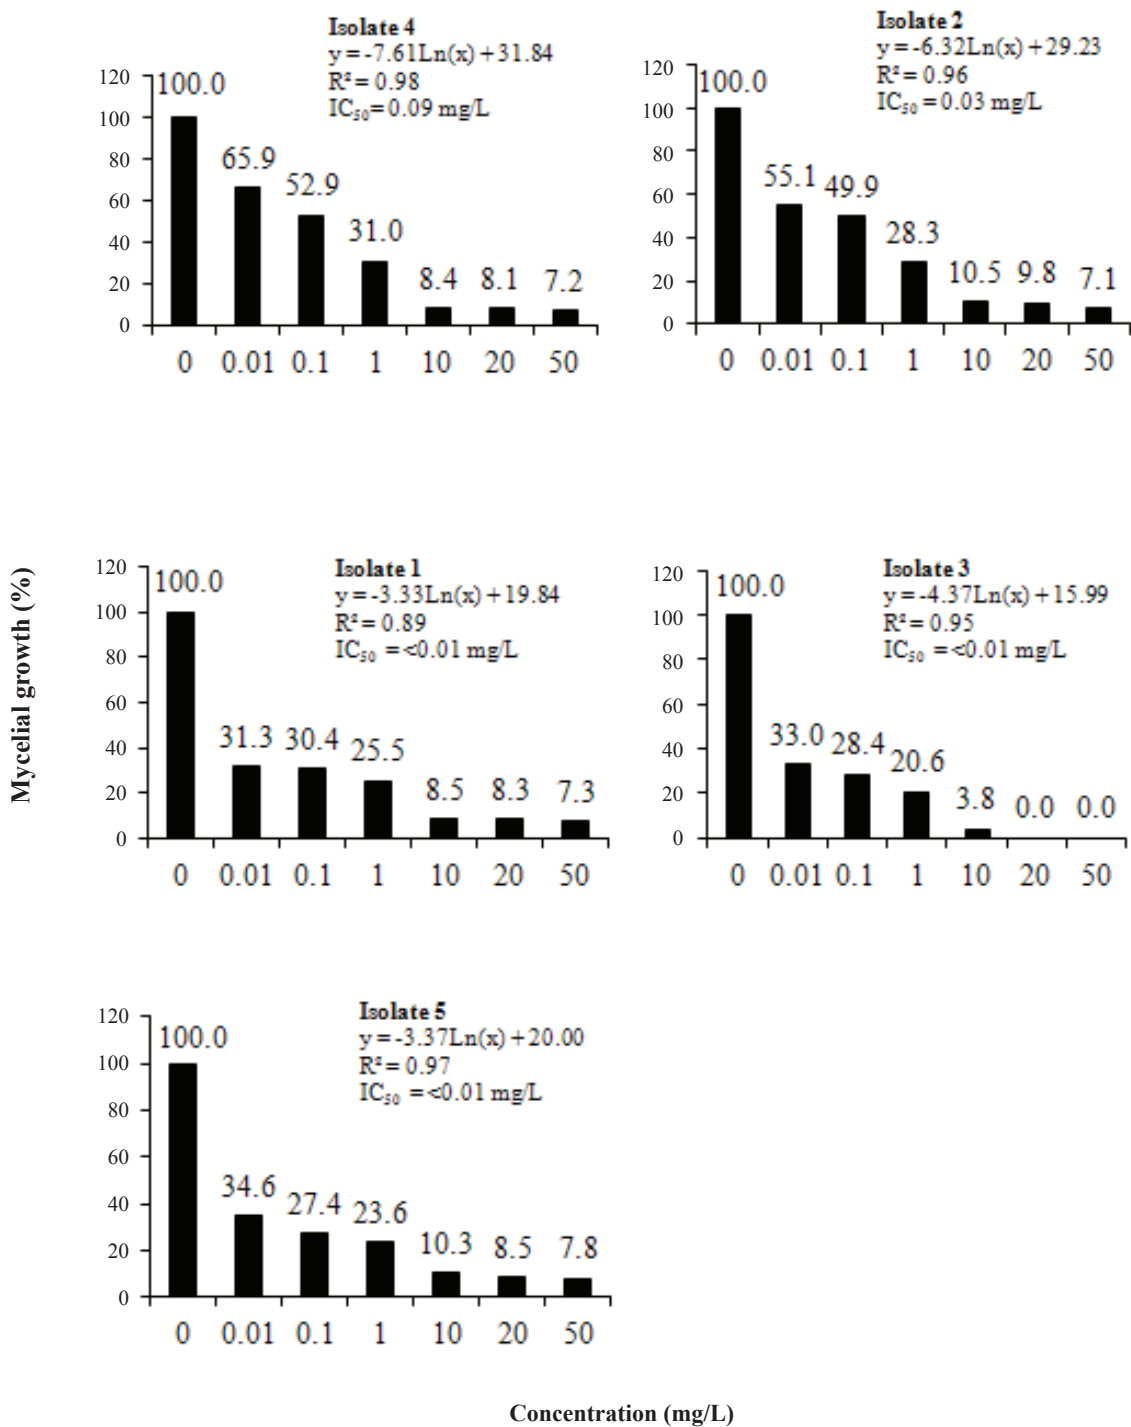 Isolate 4
y = -7.61Ln(x) + 31.84
R² = 0.98
IC₅₀ = 0.09 mg/L
120
100
80
60
40
20
0
100.0
65.9
52.9
31.0
8.4
8.1
7.2
0 0.01 0.1 1 10 20 50
Isolate 2
y = -6.32Ln(x) + 29.23
R² = 0.96
IC₅₀ = 0.03 mg/L
120
100
80
60
40
20
0
100.0
55.1
49.9
28.3
10.5
9.8
7.1
0 0.01 0.1 1 10 20 50
Mycelial growth (%)
Isolate 1
y = -3.33Ln(x) + 19.84
R² = 0.89
IC₅₀ = <0.01 mg/L
120
100
80
60
40
20
0
100.0
31.3
30.4
25.5
8.5
8.3
7.3
0 0.01 0.1 1 10 20 50
Isolate 3
y = -4.37Ln(x) + 15.99
R² = 0.95
IC₅₀ = <0.01 mg/L
120
100
80
60
40
20
0
100.0
33.0
28.4
20.6
3.8
0.0
0.0
0 0.01 0.1 1 10 20 50
Isolate 5
y = -3.37Ln(x) + 20.00
R² = 0.97
IC₅₀ = <0.01 mg/L
120
100
80
60
40
20
0
100.0
34.6
27.4
23.6
10.3
8.5
7.8
0 0.01 0.1 1 10 20 50
Concentration (mg/L)